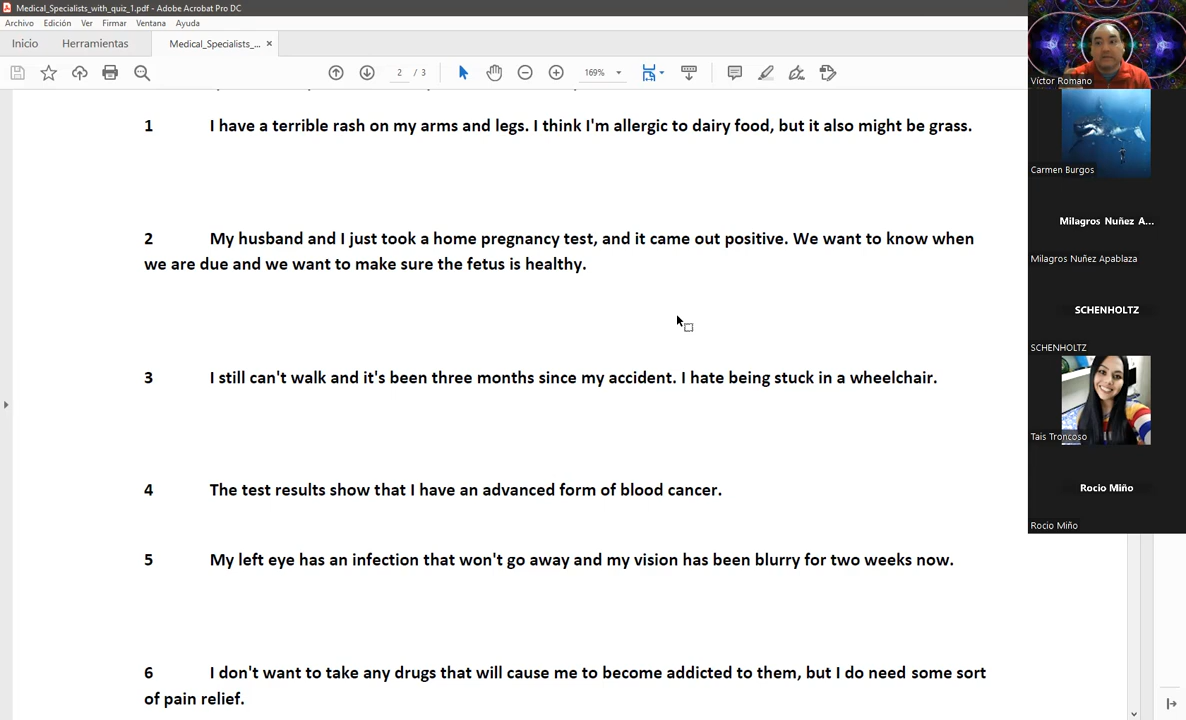 Medical_Specialists_with_quiz_1.pdf - Adobe Acrobat Pro DC
Archivo Edición Ver Firmar Ventana Ayuda
Inicio Herramientas Medical_Specialists_... ×
2 / 3 169%
1 I have a terrible rash on my arms and legs. I think I'm allergic to dairy food, but it also might be grass.
2 My husband and I just took a home pregnancy test, and it came out positive. We want to know when
we are due and we want to make sure the fetus is healthy.
3 I still can't walk and it's been three months since my accident. I hate being stuck in a wheelchair.
4 The test results show that I have an advanced form of blood cancer.
5 My left eye has an infection that won't go away and my vision has been blurry for two weeks now.
6 I don't want to take any drugs that will cause me to become addicted to them, but I do need some sort
of pain relief.
Víctor Romano
Carmen Burgos
Milagros Nuñez A...
Milagros Nuñez Apablaza
SCHENHOLTZ
SCHENHOLTZ
Tais Troncoso
Rocio Miño
Rocio Miño